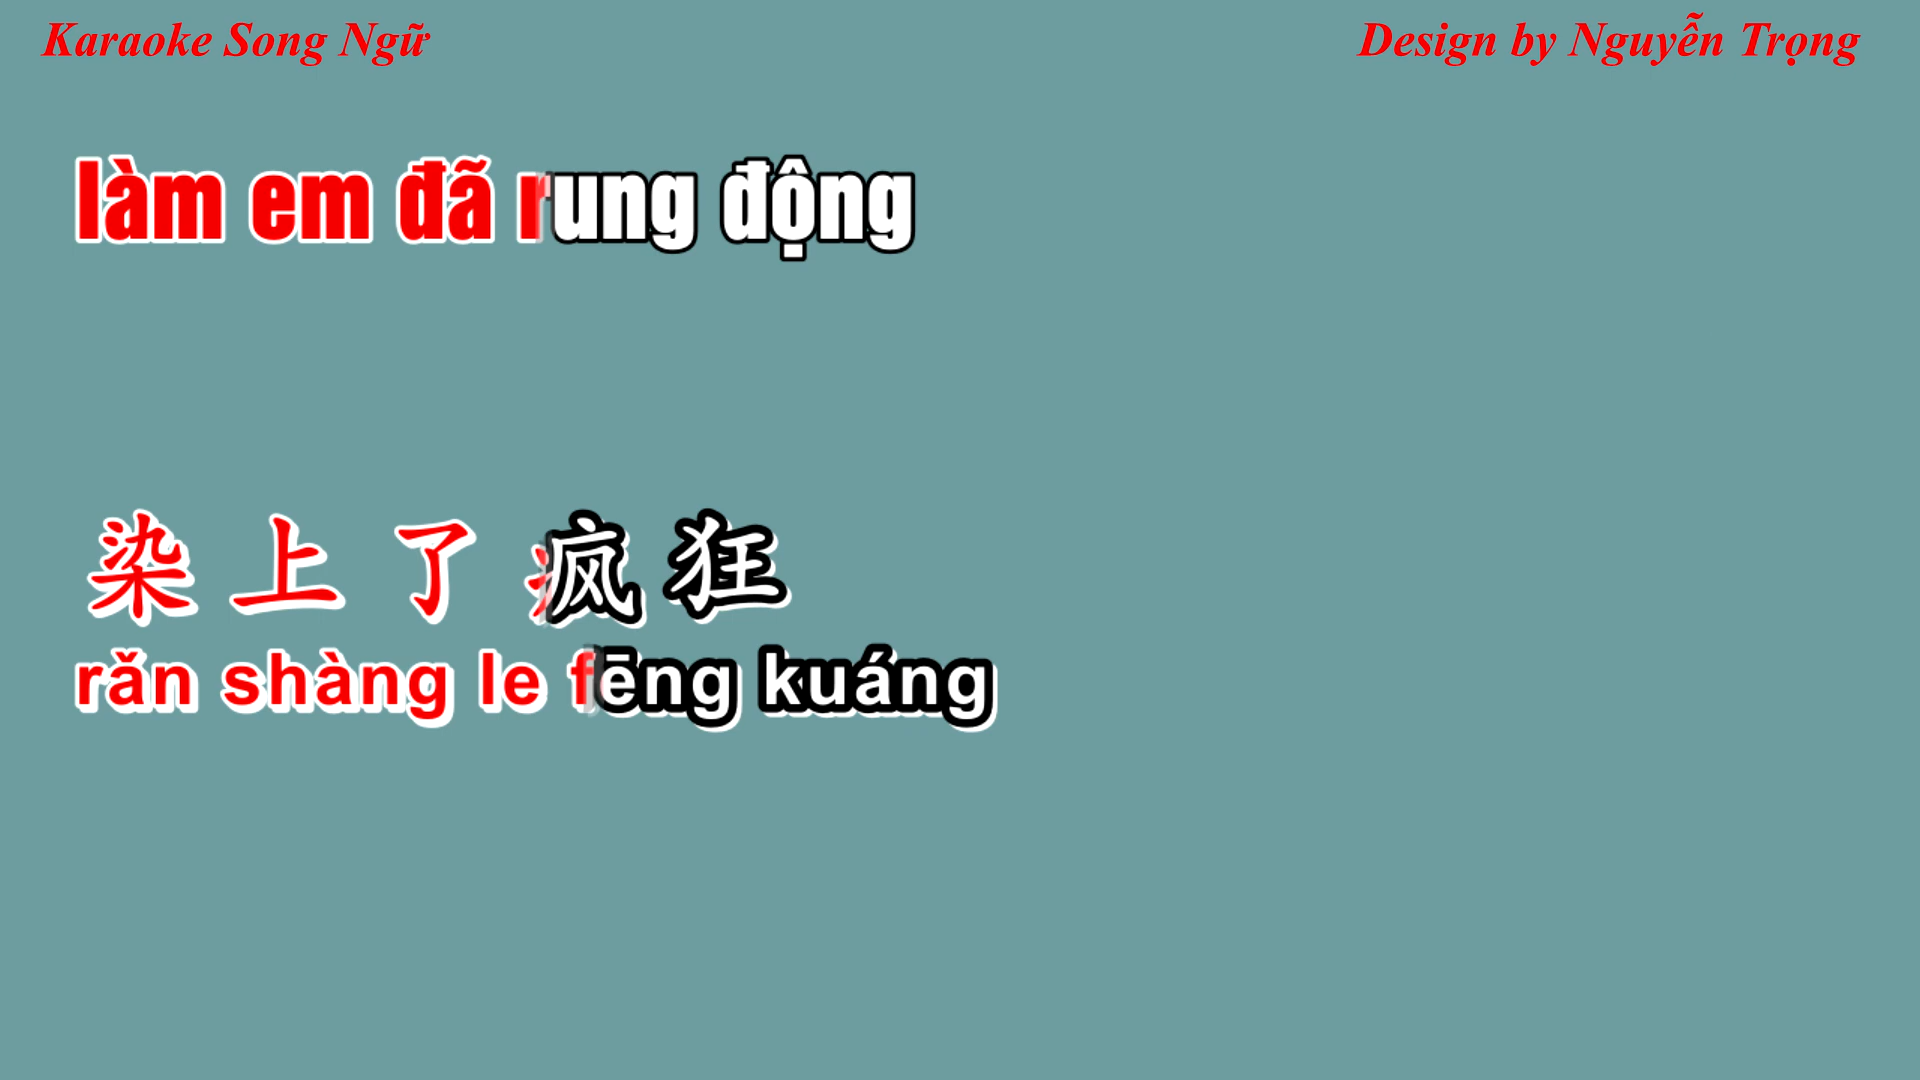 Karaoke Song Ngữ
Design by Nguyễn Trọng
làm em đã rung động
染上了疯狂
rǎn shàng le fēng kuáng